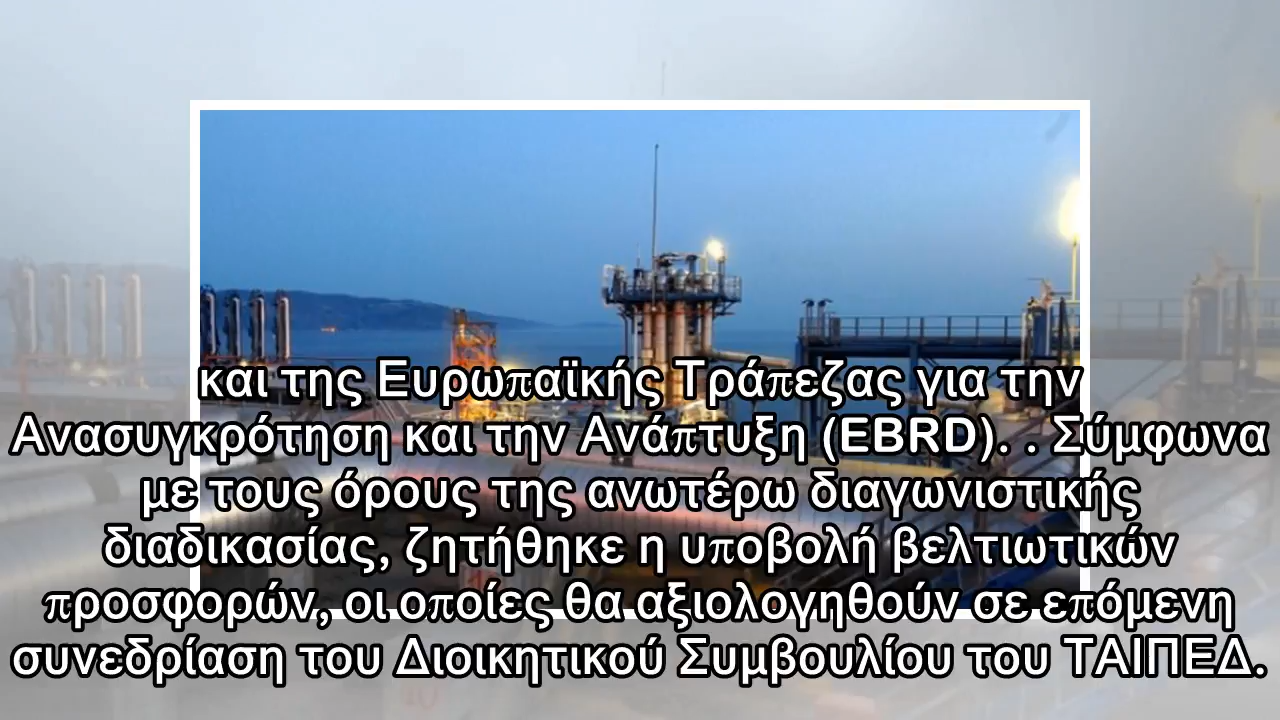 και της Ευρωπαϊκής Τράπεζας για την
Ανασυγκρότηση και την Ανάπτυξη (EBRD). . Σύμφωνα
με τους όρους της ανωτέρω διαγωνιστικής
διαδικασίας, ζητήθηκε η υποβολή βελτιωτικών
προσφορών, οι οποίες θα αξιολογηθούν σε επόμενη
συνεδρίαση του Διοικητικού Συμβουλίου του ΤΑΙΠΕΔ.